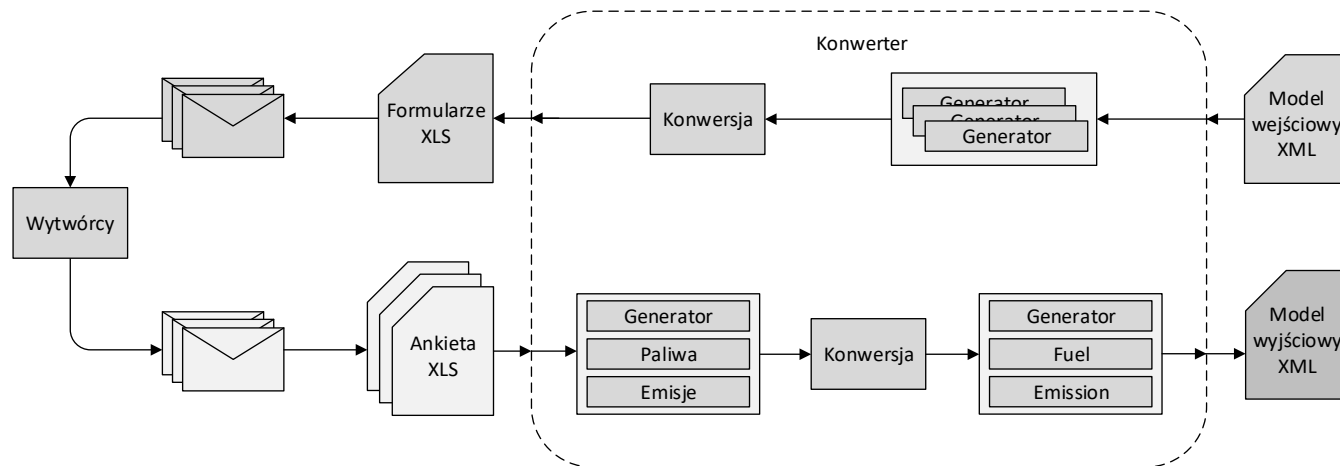 Konwerter
Formularze
XLS
Konwersja
Generator
Generator
Generator
Model
wejściowy
XML
Wytwórcy
Ankieta
XLS
Generator
Paliwa
Emisje
Konwersja
Generator
Fuel
Emission
Model
wyjściowy
XML